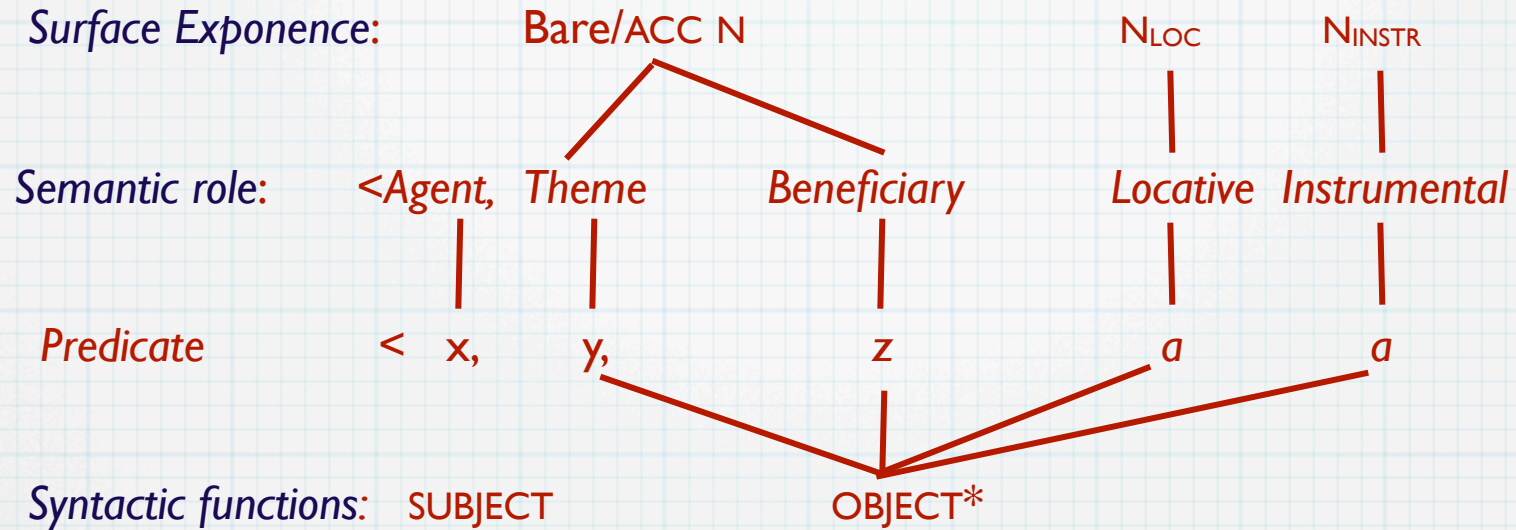 Surface Exponence: Bare/ACC N NLOC NINSTR
Semantic role: <Agent, Theme Beneficiary Locative Instrumental
Predicate < x, y, z a a
Syntactic functions: SUBJECT OBJECT*